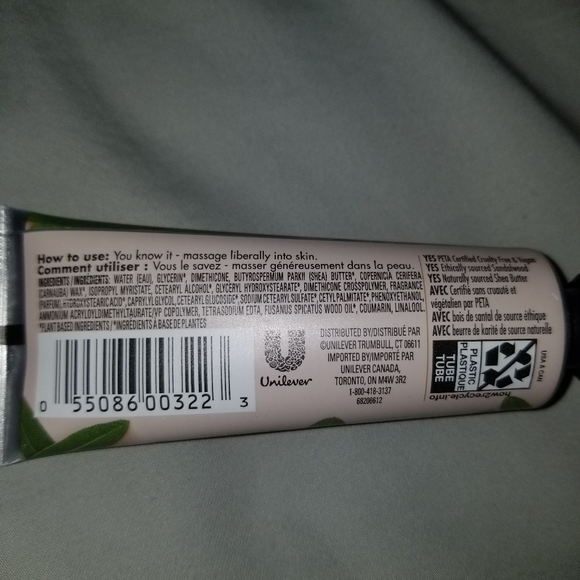 How to use: You know it - massage liberally into skin.
Comment utiliser : Vous le savez - masser généreusement dans la peau.
INGREDIENTS (INGRÉDIENTS): WATER (EAU), GLYCERIN*, DIMETHICONE, BUTYROSPERMUM PARKII (SHEA) BUTTER*, COPERNICIA CERIFERA
(CARNAUBA) WAX*, ISOPROPYL MYRISTATE, CETEARYL ALCOHOL*, GLYCERYL HYDROXYSTEARATE*, DIMETHICONE CROSSPOLYMER, FRAGRANCE
(PARFUM), HYDROXYSTEARIC ACID*, CAPRYLYL GLYCOL, CETEARYL GLUCOSIDE*, SODIUM CETEARYL SULFATE*, CETYL PALMITATE*, PHENOXYETHANOL,
AMMONIUM ACRYLOYLDIMETHYLTAURATE/VP COPOLYMER, TETRASODIUM EDTA, FUSANUS SPICATUS WOOD OIL*, COUMARIN, LINALOOL
*PLANT BASED INGREDIENTS / INGRÉDIENTS À BASE DE PLANTES
0 55086 00322 3
Unilever
DISTRIBUTED BY/DISTRIBUÉ PAR
©UNILEVER TRUMBULL, CT 06611
IMPORTED BY/IMPORTÉ PAR
UNILEVER CANADA,
TORONTO, ON M4W 3R2
1-800-418-3137
68206612
YES PETA Certified Cruelty Free & Vegan
YES Ethically sourced Sandalwood
YES Naturally sourced Shea Butter
AVEC Certifié sans cruauté et
végétalien par PETA
AVEC bois de santal de source éthique
AVEC beurre de karité de source naturelle
PLASTIC
PLASTIQUE
TUBE
TUBE
USA & CAN
how2recycle.info